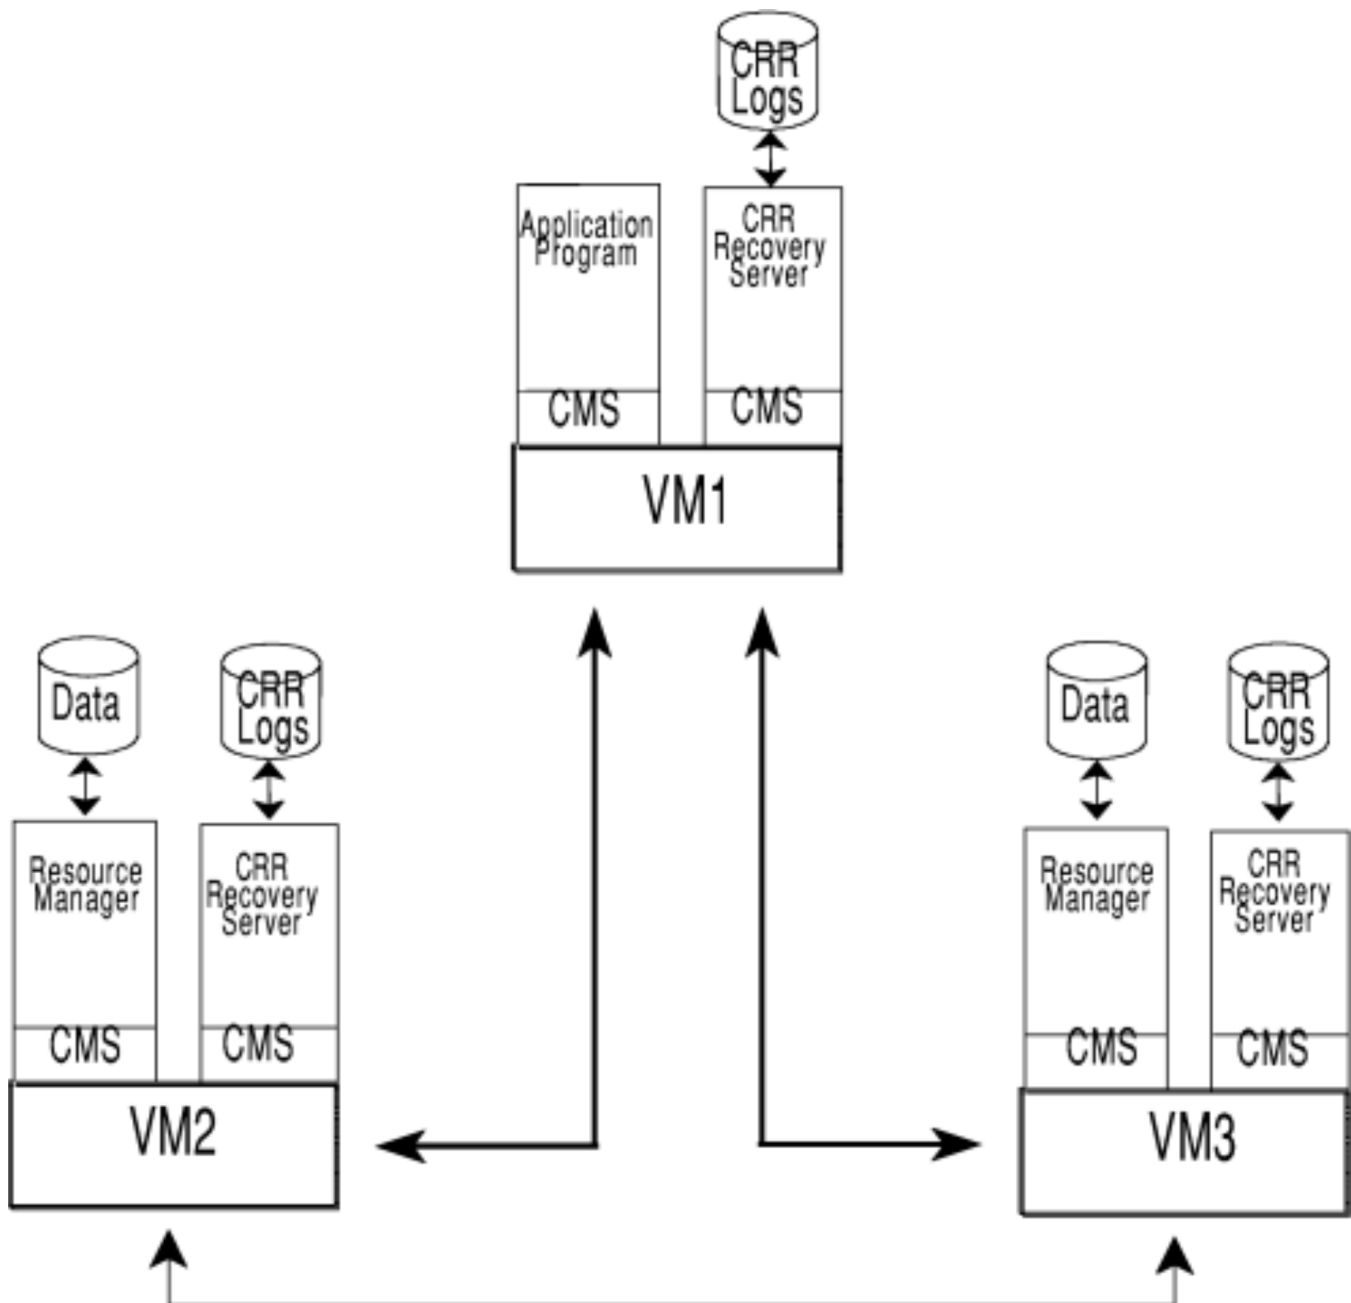 CRR
Logs
Application
Program
CRR
Recovery
Server
CMS
CMS
VM1
Data
CRR
Logs
Data
CRR
Logs
Resource
Manager
CRR
Recovery
Server
Resource
Manager
CRR
Recovery
Server
CMS
CMS
CMS
CMS
VM2
VM3